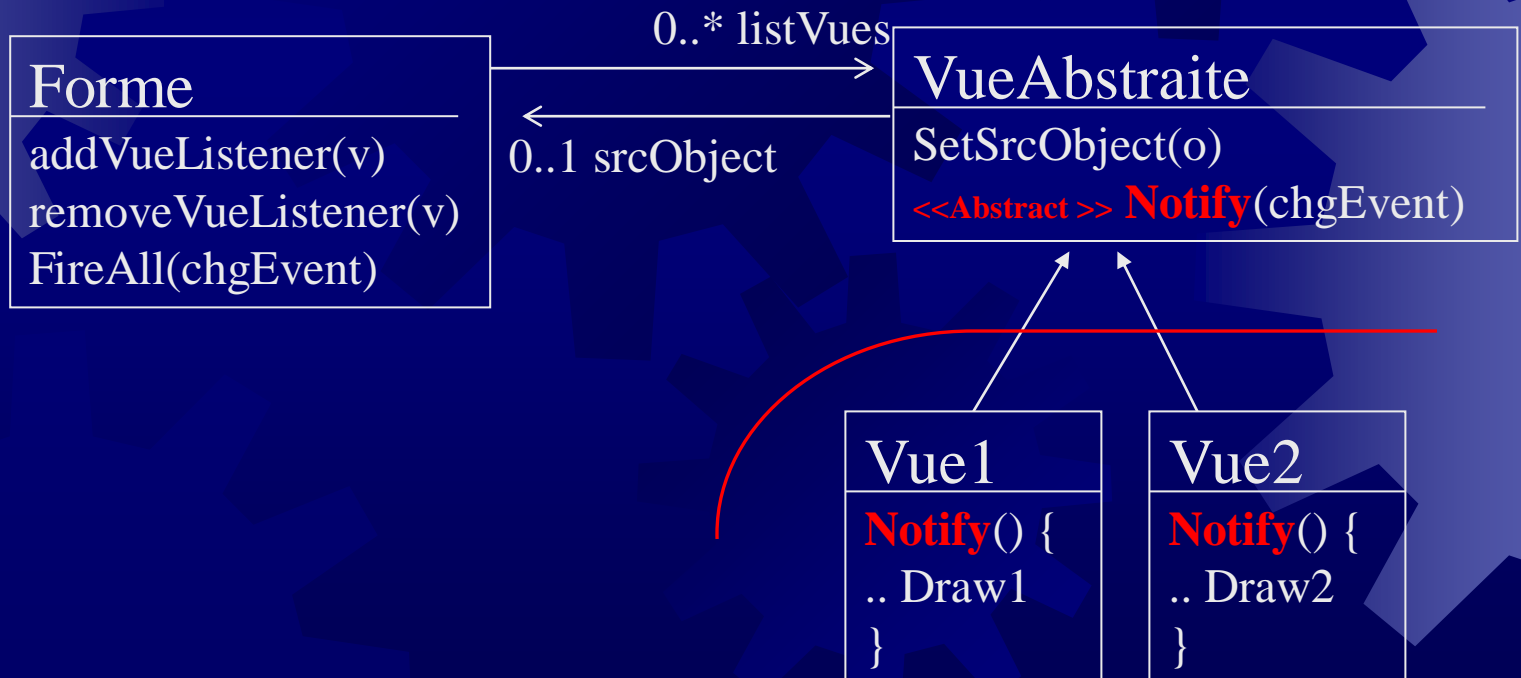 0..* listVues
Forme
addVueListener(v)
removeVueListener(v)
FireAll(chgEvent)
0..1 srcObject
VueAbstraite
SetSrcObject(o)
<<Abstract >> Notify(chgEvent)
Vue1
Notify() {
.. Draw1
}
Vue2
Notify() {
.. Draw2
}